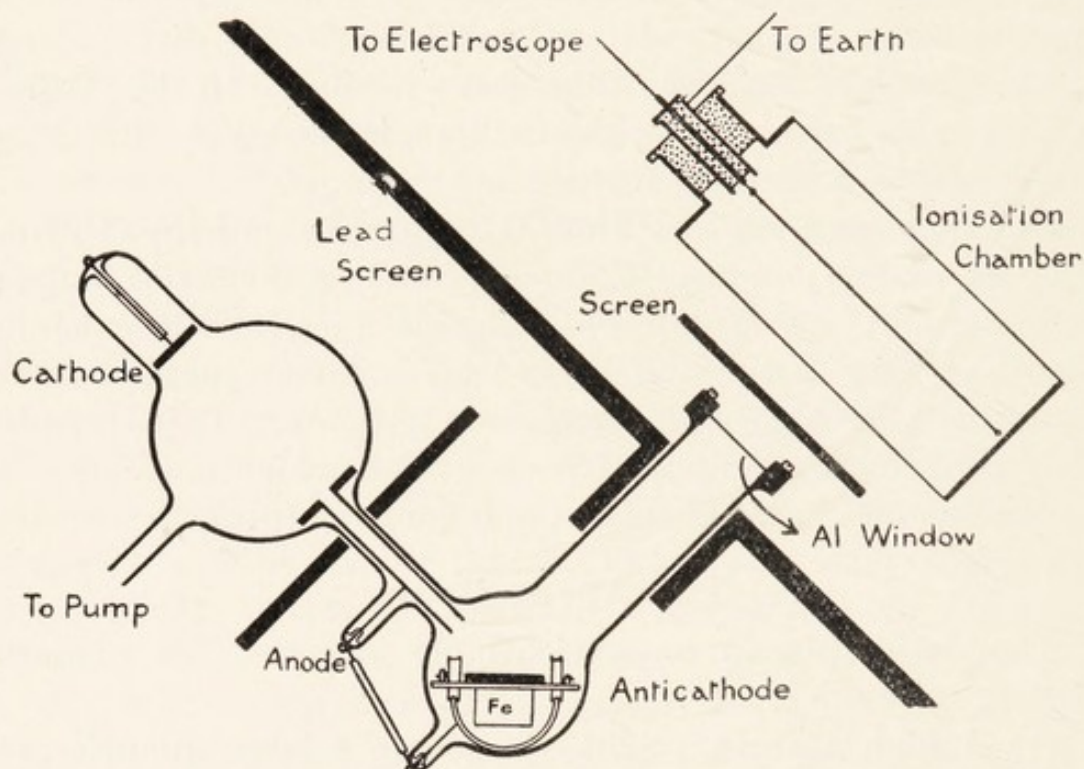 To Electroscope
To Earth
Lead
Screen
Ionisation
Chamber
Screen
Cathode
Al Window
To Pump
Anode
Anticathode
Fe